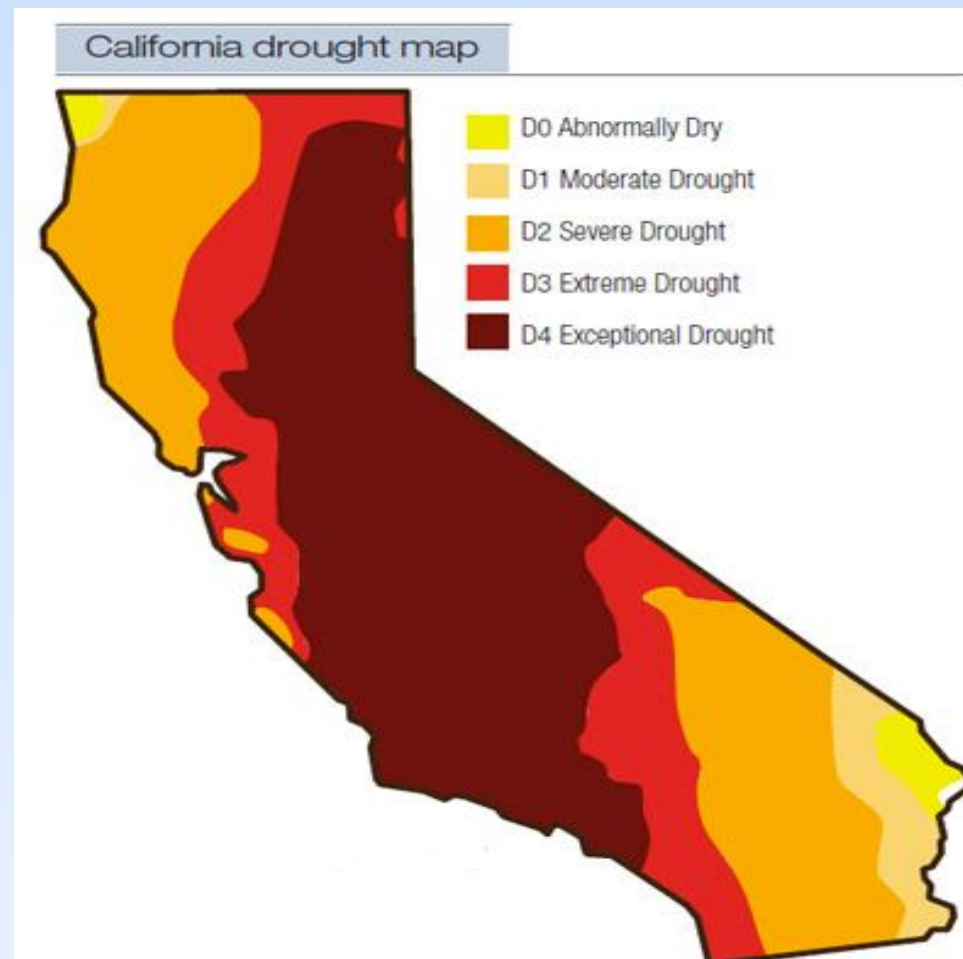 California drought map
D0 Abnormally Dry
D1 Moderate Drought
D2 Severe Drought
D3 Extreme Drought
D4 Exceptional Drought